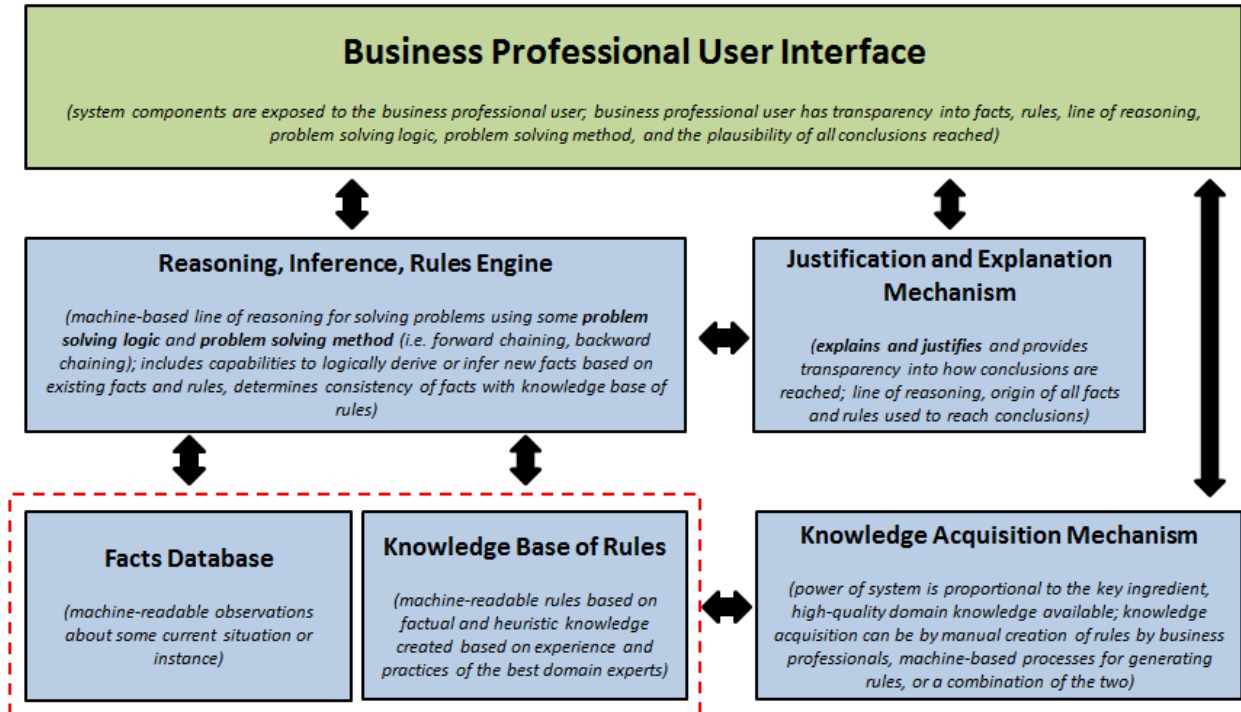 Business Professional User Interface
(system components are exposed to the business professional user; business professional user has transparency into facts, rules, line of reasoning,
problem solving logic, problem solving method, and the plausibility of all conclusions reached)
Reasoning, Inference, Rules Engine
(machine-based line of reasoning for solving problems using some problem
solving logic and problem solving method (i.e. forward chaining, backward
chaining); includes capabilities to logically derive or infer new facts based on
existing facts and rules, determines consistency of facts with knowledge base of
rules)
Justification and Explanation
Mechanism
(explains and justifies and provides
transparency into how conclusions are
reached; line of reasoning, origin of all facts
and rules used to reach conclusions)
Facts Database
(machine-readable observations
about some current situation or
instance)
Knowledge Base of Rules
(machine-readable rules based on
factual and heuristic knowledge
created based on experience and
practices of the best domain experts)
Knowledge Acquisition Mechanism
(power of system is proportional to the key ingredient,
high-quality domain knowledge available; knowledge
acquisition can be by manual creation of rules by business
professionals, machine-based processes for generating
rules, or a combination of the two)